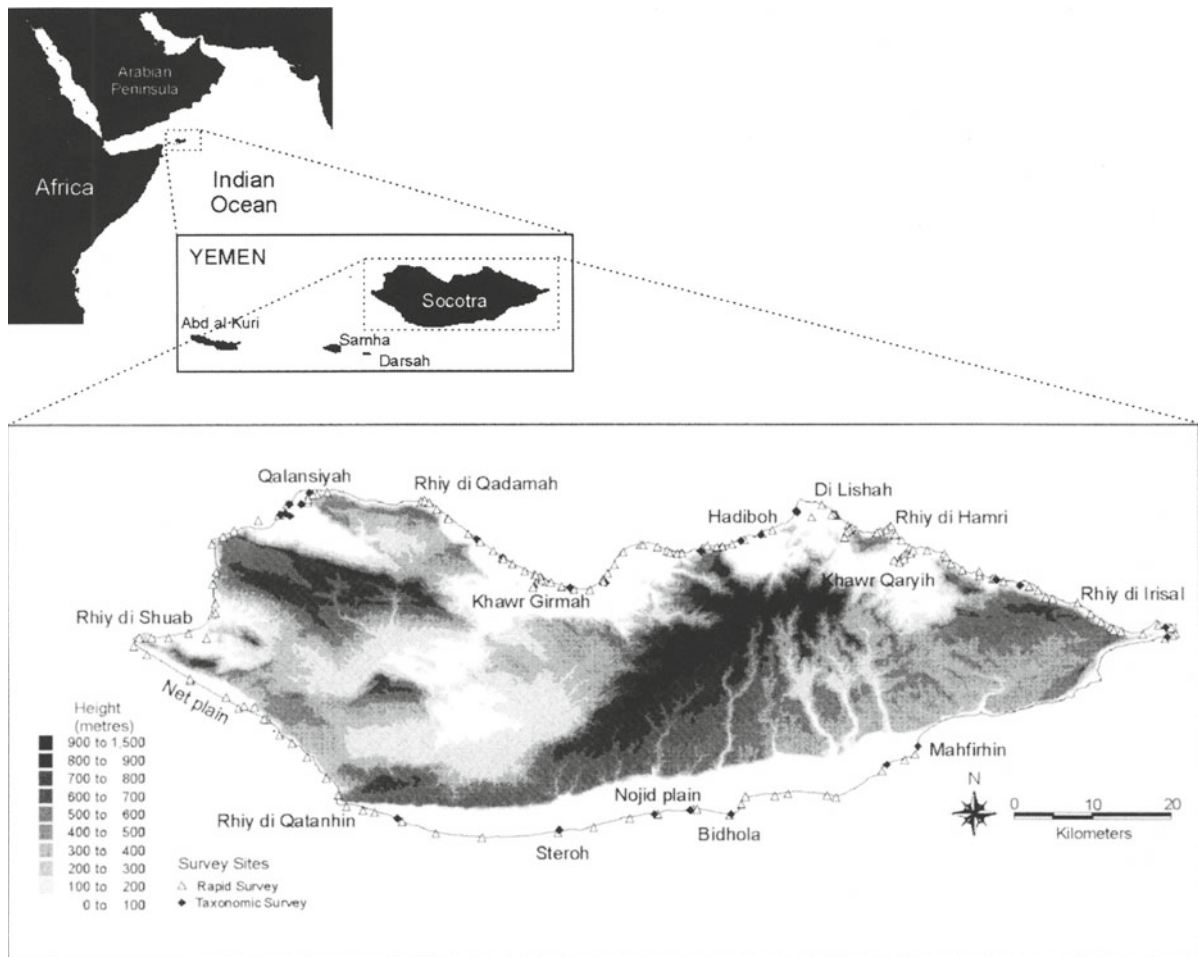 Arabian
Peninsula
Africa
Indian
Ocean
YEMEN
Socotra
Abd al-Kuri
Samha
Darsah
Qalansiyah
Rhiy di Qadamah
Di Lishah
Hadiboh
Rhiy di Hamri
Khawr Girmah
Khawr Qaryih
Rhiy di Irisal
Rhiy di Shuab
Net plain
Mahfirhin
Nojid plain
Rhiy di Qatanhin
Bidhola
Steroh
Height
(metres)
900 to 1,500
800 to 900
700 to 800
600 to 700
500 to 600
400 to 500
300 to 400
200 to 300
100 to 200
0 to 100
Survey Sites
Rapid Survey
Taxonomic Survey
N
0 10 20
Kilometers